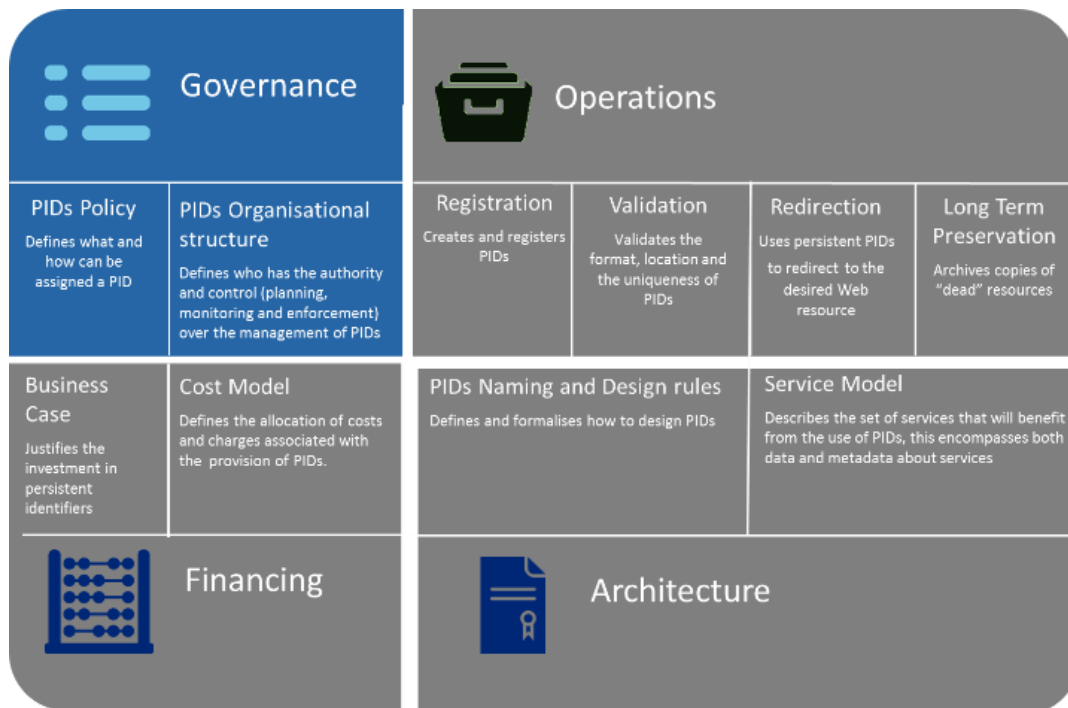 Governance
PIDs Policy
Defines what and
how can be
assigned a PID
PIDs Organisational
structure
Defines who has the authority
and control (planning,
monitoring and enforcement)
over the management of PIDs
Operations
Registration
Creates and registers
PIDs
Validation
Validates the
format, location and
the uniqueness of
PIDs
Redirection
Uses persistent PIDs
to redirect to the
desired Web
resource
Long Term
Preservation
Archives copies of
“dead” resources
Business
Case
Justifies the
investment in
persistent
identifiers
Cost Model
Defines the allocation of costs
and charges associated with
the provision of PIDs.
Financing
PIDs Naming and Design rules
Defines and formalises how to design PIDs
Service Model
Describes the set of services that will benefit
from the use of PIDs, this encompasses both
data and metadata about services
Architecture